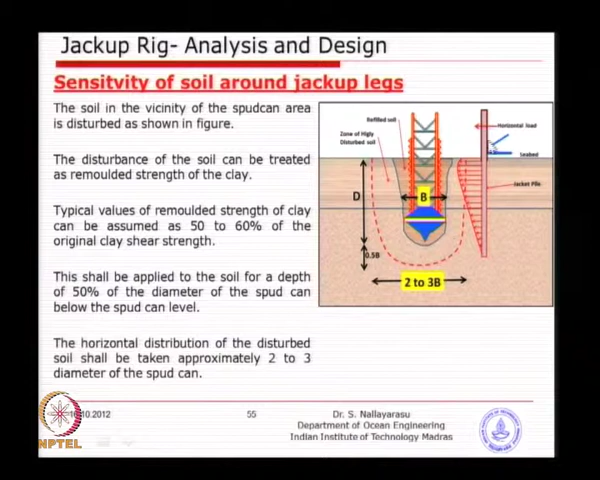 Jackup Rig- Analysis and Design
Sensitvity of soil around jackup legs
The soil in the vicinity of the spudcan area
is disturbed as shown in figure.
The disturbance of the soil can be treated
as remoulded strength of the clay.
Typical values of remoulded strength of clay
can be assumed as 50 to 60% of the
original clay shear strength.
This shall be applied to the soil for a depth
of 50% of the diameter of the spud can
below the spud can level.
The horizontal distribution of the disturbed
soil shall be taken approximately 2 to 3
diameter of the spud can.
Refilled soil
Zone of Higly
Disturbed soil
Horizontal load
Seabed
Jacket Pile
D
B
0.5B
2 to 3B
10.2012
55
Dr. S. Nallayarasu
Department of Ocean Engineering
Indian Institute of Technology Madras
NPTEL